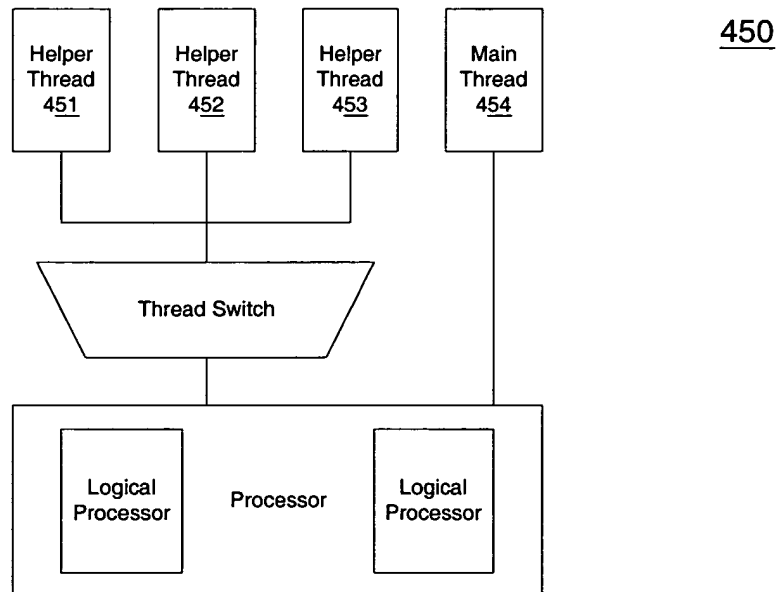 450
Helper
Thread
451
Helper
Thread
452
Helper
Thread
453
Main
Thread
454
Thread Switch
Logical
Processor
Processor
Logical
Processor